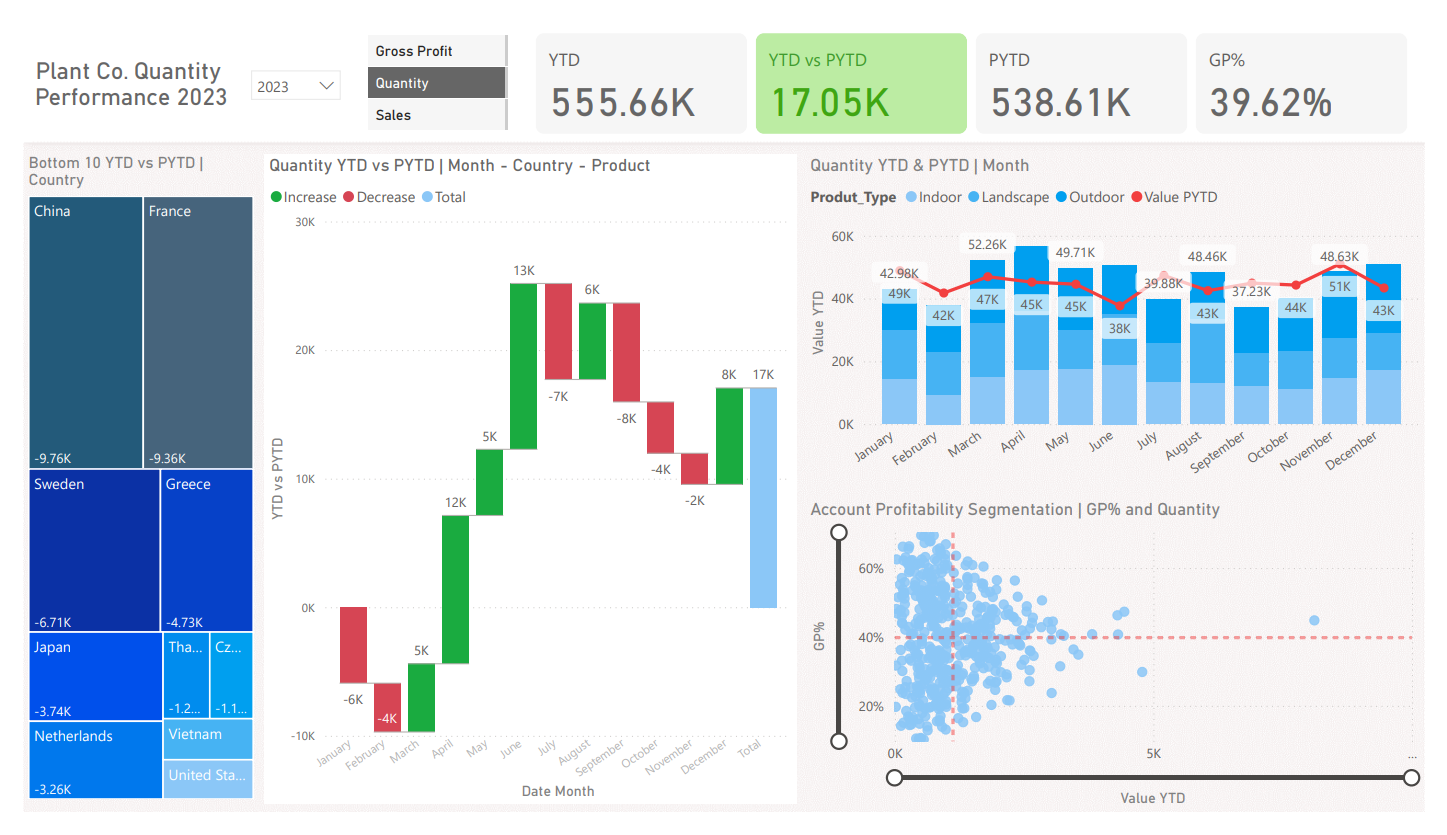 Plant Co. Quantity
Performance 2023
2023
Gross Profit
Quantity
Sales
YTD
555.66K
YTD vs PYTD
17.05K
PYTD
538.61K
GP%
39.62%
Bottom 10 YTD vs PYTD |
Country
China
-9.76K
France
-9.36K
Sweden
-6.71K
Greece
-4.73K
Japan
-3.74K
Tha...
-1.2...
Cz...
-1.1...
Netherlands
-3.26K
Vietnam
United Sta...
Quantity YTD vs PYTD | Month - Country - Product
Increase Decrease Total
YTD vs PYTD
30K
20K
10K
0K
-10K
-6K
-4K
5K
12K
5K
13K
-7K
6K
-8K
-4K
-2K
8K
17K
January
February
March
April
May
June
July
August
September
October
November
December
Total
Date Month
Quantity YTD & PYTD | Month
Produt_Type Indoor Landscape Outdoor Value PYTD
Value YTD
60K
40K
20K
0K
42.98K
52.26K
49.71K
39.88K
48.46K
37.23K
48.63K
49K
42K
47K
45K
45K
38K
43K
44K
51K
43K
January
February
March
April
May
June
July
August
September
October
November
December
Account Profitability Segmentation | GP% and Quantity
GP%
60%
40%
20%
0K
5K
...
Value YTD